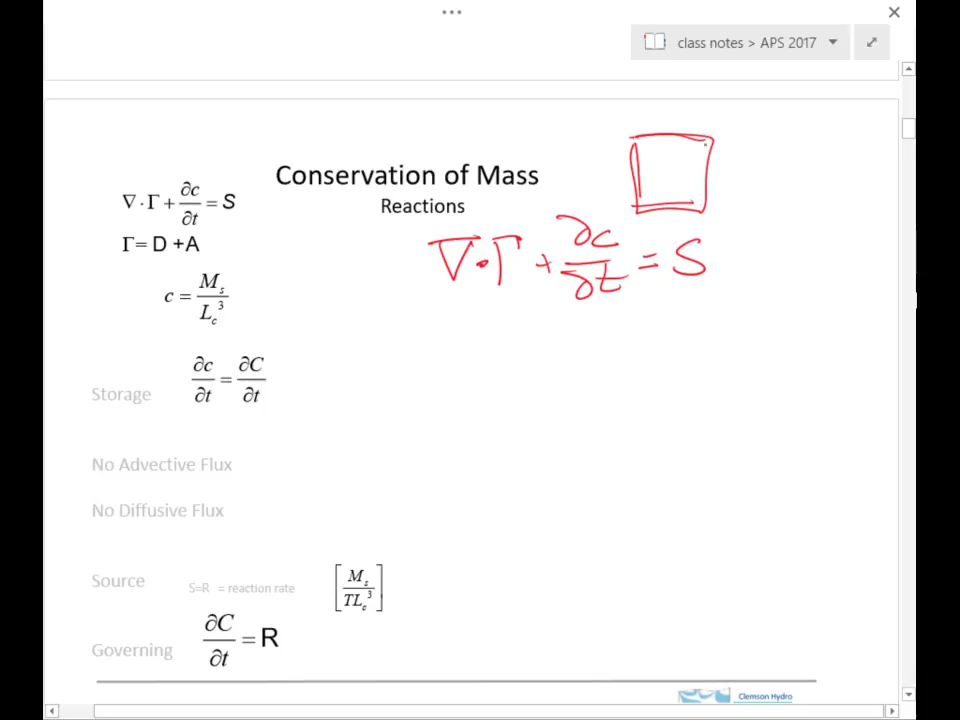 class notes > APS 2017
Conservation of Mass
Reactions
∇·Γ + ∂c/∂t = S
Γ = D +A
c = M_s / L_c^3
∇·Γ + ∂c/∂t = S
Storage ∂c/∂t = ∂C/∂t
No Advective Flux
No Diffusive Flux
Source S=R = reaction rate [M_s / TL_c^3]
Governing ∂C/∂t = R
Clemson Hydro